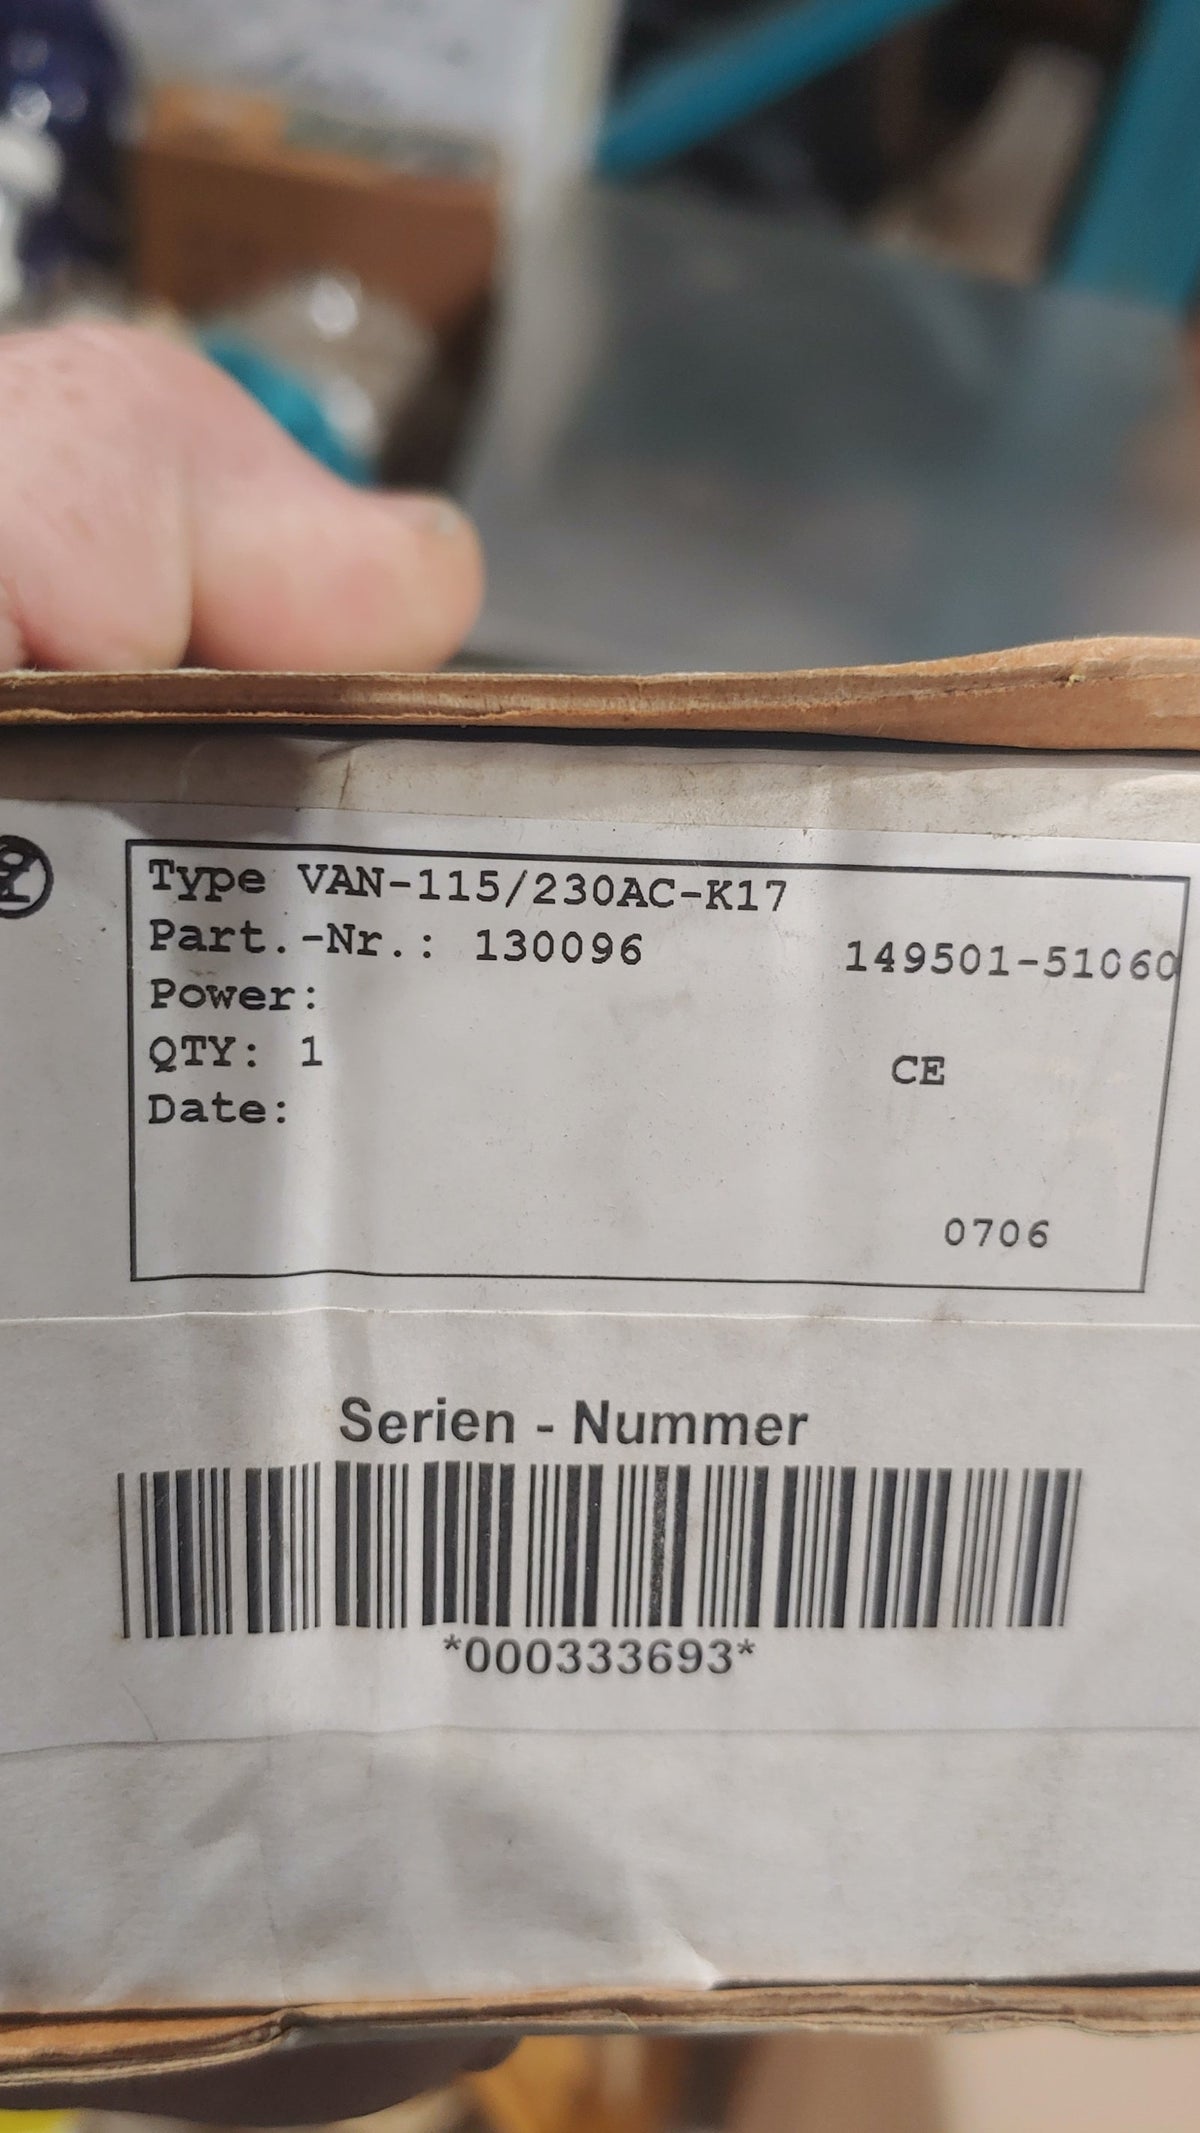 Type VAN-115/230AC-K17
Part.-Nr.: 130096 149501-51060
Power:
QTY: 1
CE
Date:
0706
Serien - Nummer
*000333693*